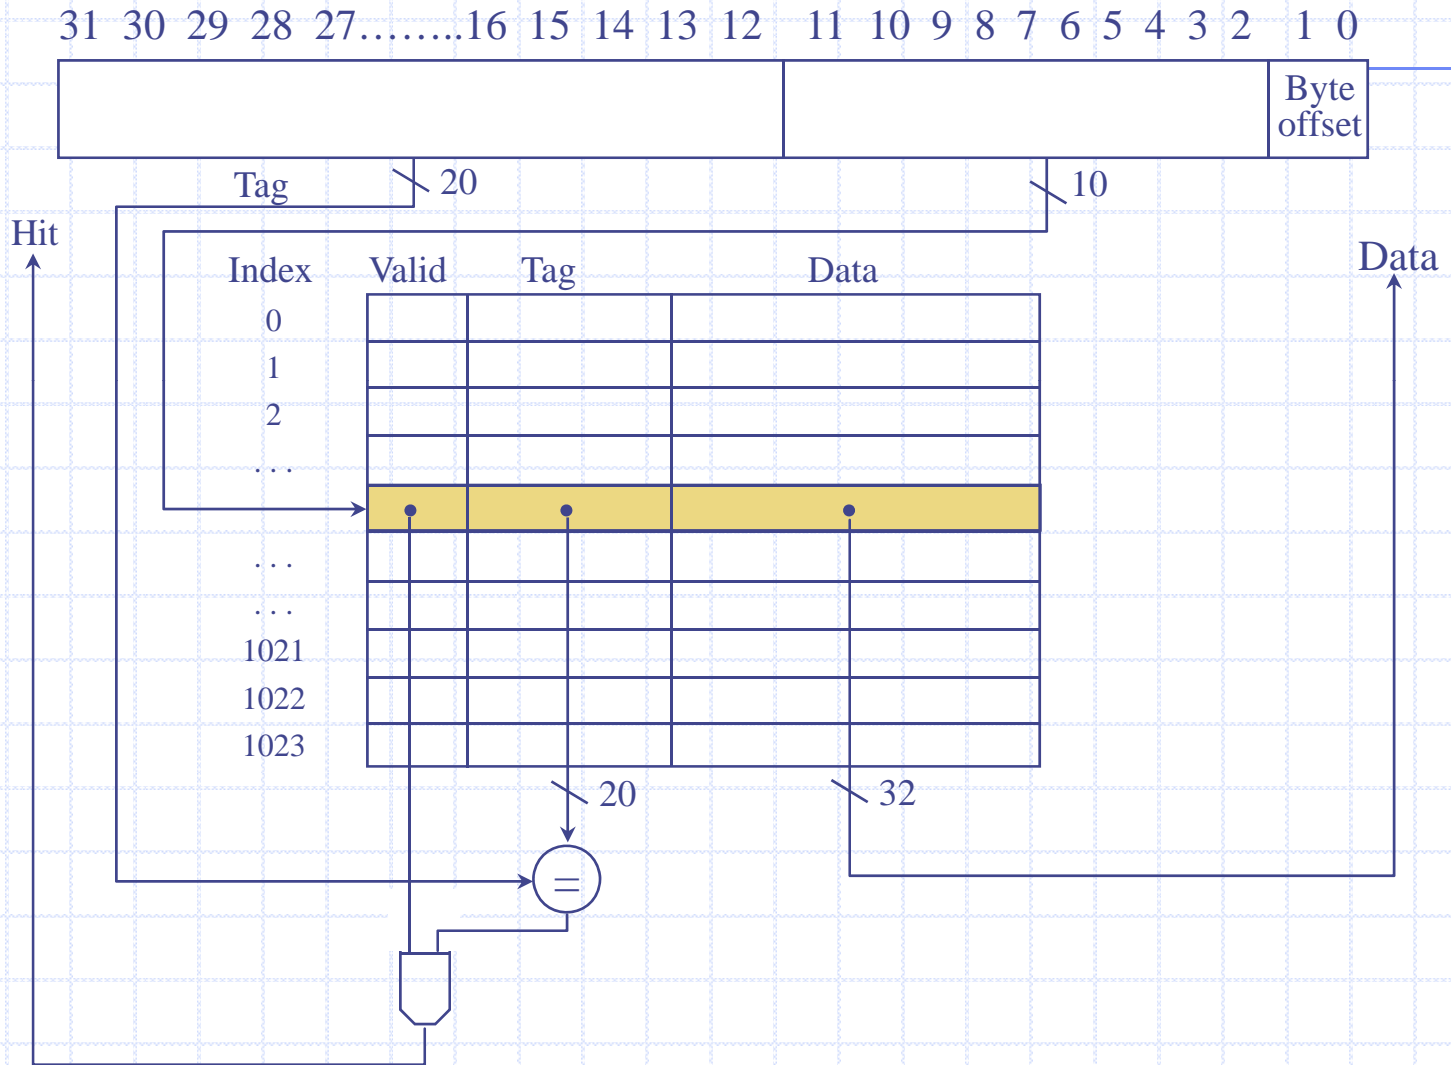 31 30 29 28 27........16 15 14 13 12 11 10 9 8 7 6 5 4 3 2 1 0
Byte
offset
Tag
20
10
Hit
Data
Index Valid Tag Data
0
1
2
. . .
. . .
. . .
1021
1022
1023
20
32
=